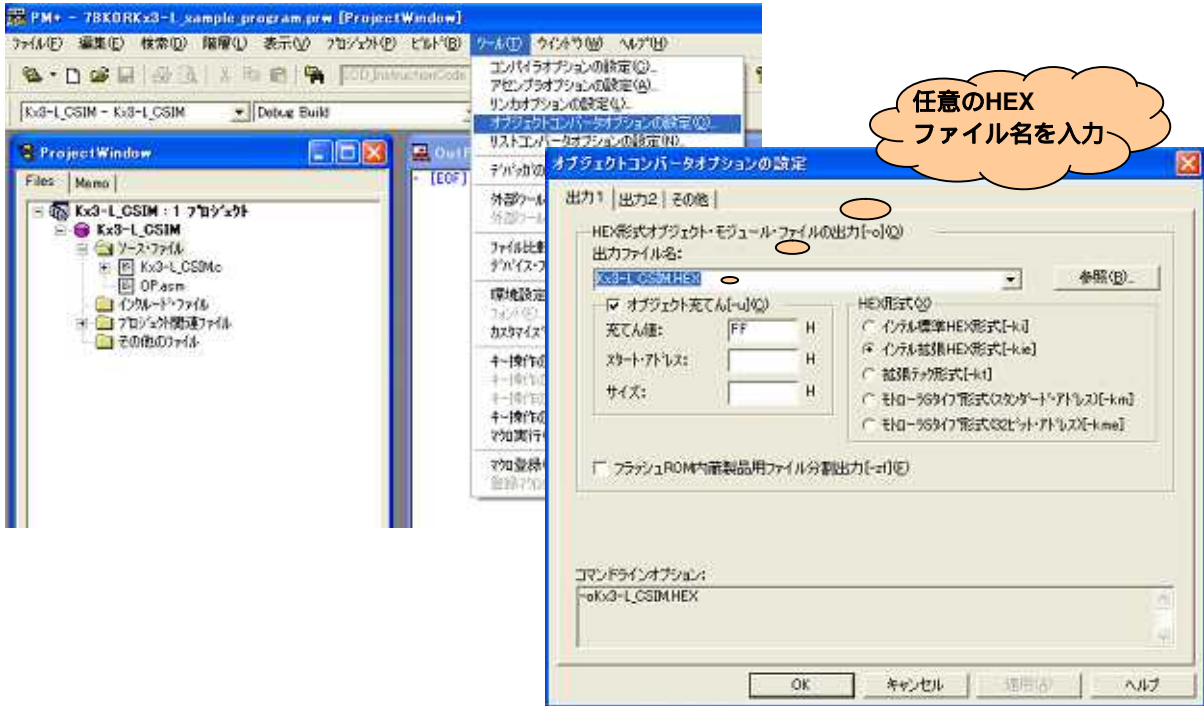 PM+ - 78K0RKx3-L_sample_program.prw [ProjectWindow]
ファイル(F) 編集(E) 検索(D) 階層(L) 表示(V) プロジェクト(P) ビルド(B) ツール(T) ウインドウ(W) ヘルプ(H)
Kx3-L_CSIM - Kx3-L_CSIM
Debug Build
ProjectWindow
Files
Memo
Kx3-L_CSIM : 1 プロジェクト
Kx3-L_CSIM
ソース・ファイル
Kx3-L_CSIM.c
OP.asm
インクルード・ファイル
プロジェクト関連ファイル
その他のファイル
[EOF]
コンパイラオプションの設定(C)...
アセンブラオプションの設定(A)...
リンカオプションの設定(L)...
オブジェクトコンバータオプションの設定(O)...
リストコンバータオプションの設定(N)...
ファイル比較
環境設定
任意のHEX
ファイル名を入力
オブジェクトコンバータオプションの設定
出力1
出力2
その他
HEX形式オブジェクト・モジュール・ファイルの出力[-o](O)
出力ファイル名:
Kx3-L_CSIM.HEX
参照(B)...
オブジェクト充てん[-u](C)
充てん値: FF H
スタート・アドレス: H
サイズ: H
HEX形式(X)
インテル標準HEX形式[-ki]
インテル拡張HEX形式[-kie]
拡張テック形式[-kt]
モトローラSタイプ形式(スタンダード・アドレス)[-km]
モトローラSタイプ形式(32ビット・アドレス)[-kme]
フラッシュROM内蔵製品用ファイル分割出力[-zf](F)
コマンドラインオプション:
-oKx3-L_CSIM.HEX
OK
キャンセル
適用(A)
ヘルプ